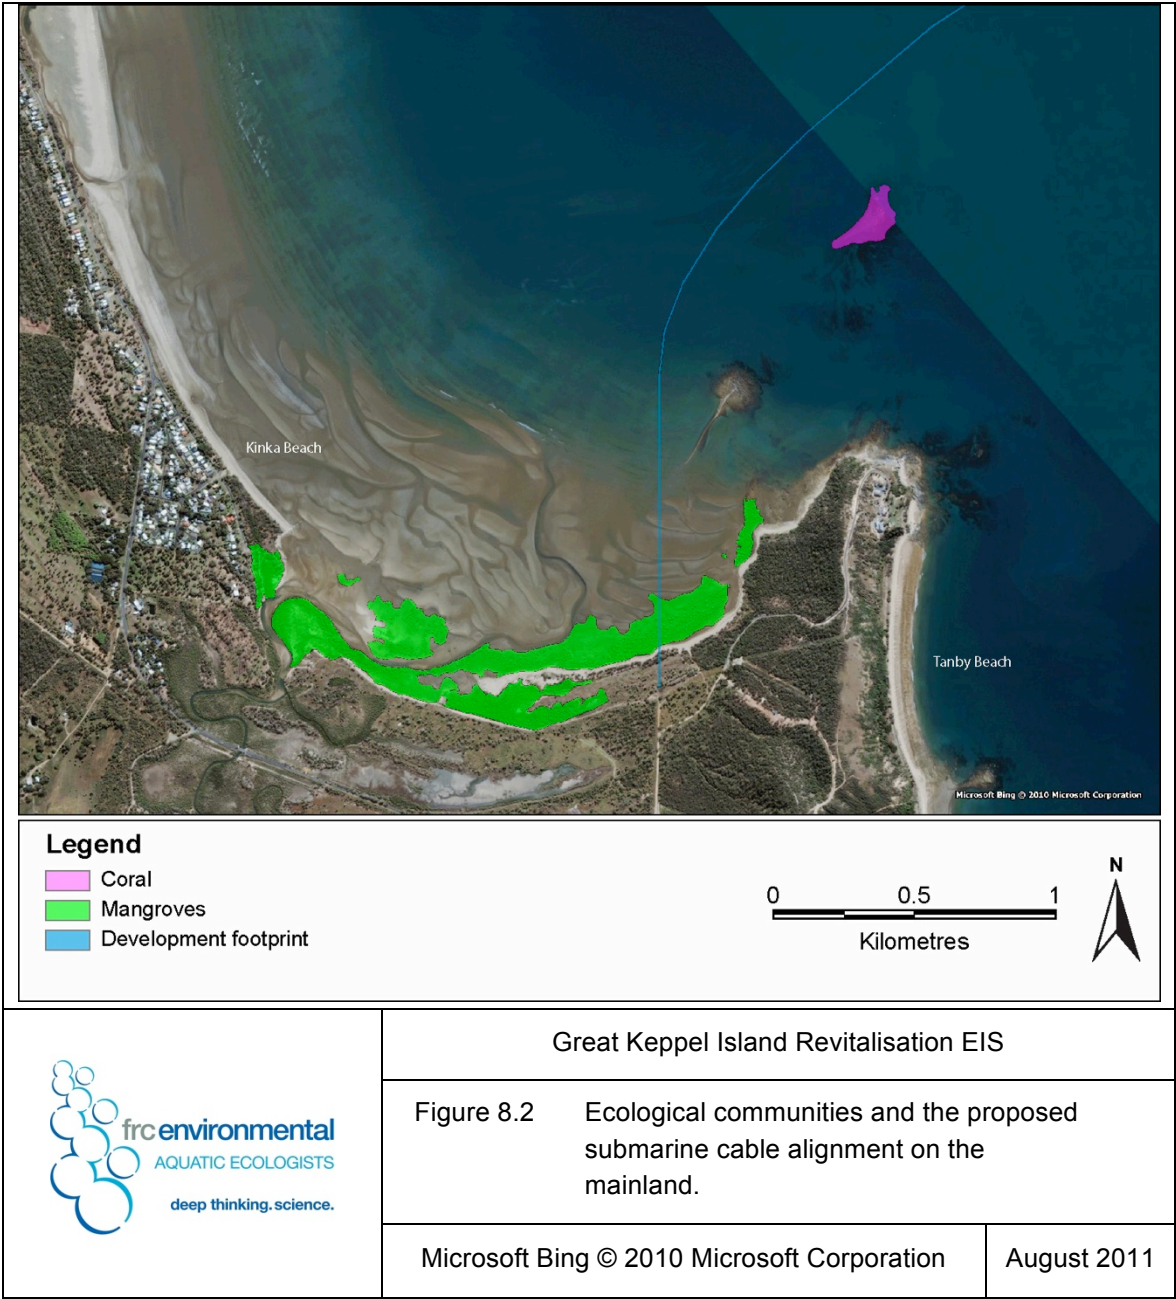 Kinka Beach
Tanby Beach
Microsoft Bing © 2010 Microsoft Corporation
Legend
Coral
Mangroves
Development footprint
0 0.5 1
Kilometres
N
frc environmental
AQUATIC ECOLOGISTS
deep thinking. science.
Great Keppel Island Revitalisation EIS
Figure 8.2 Ecological communities and the proposed
submarine cable alignment on the
mainland.
Microsoft Bing © 2010 Microsoft Corporation
August 2011